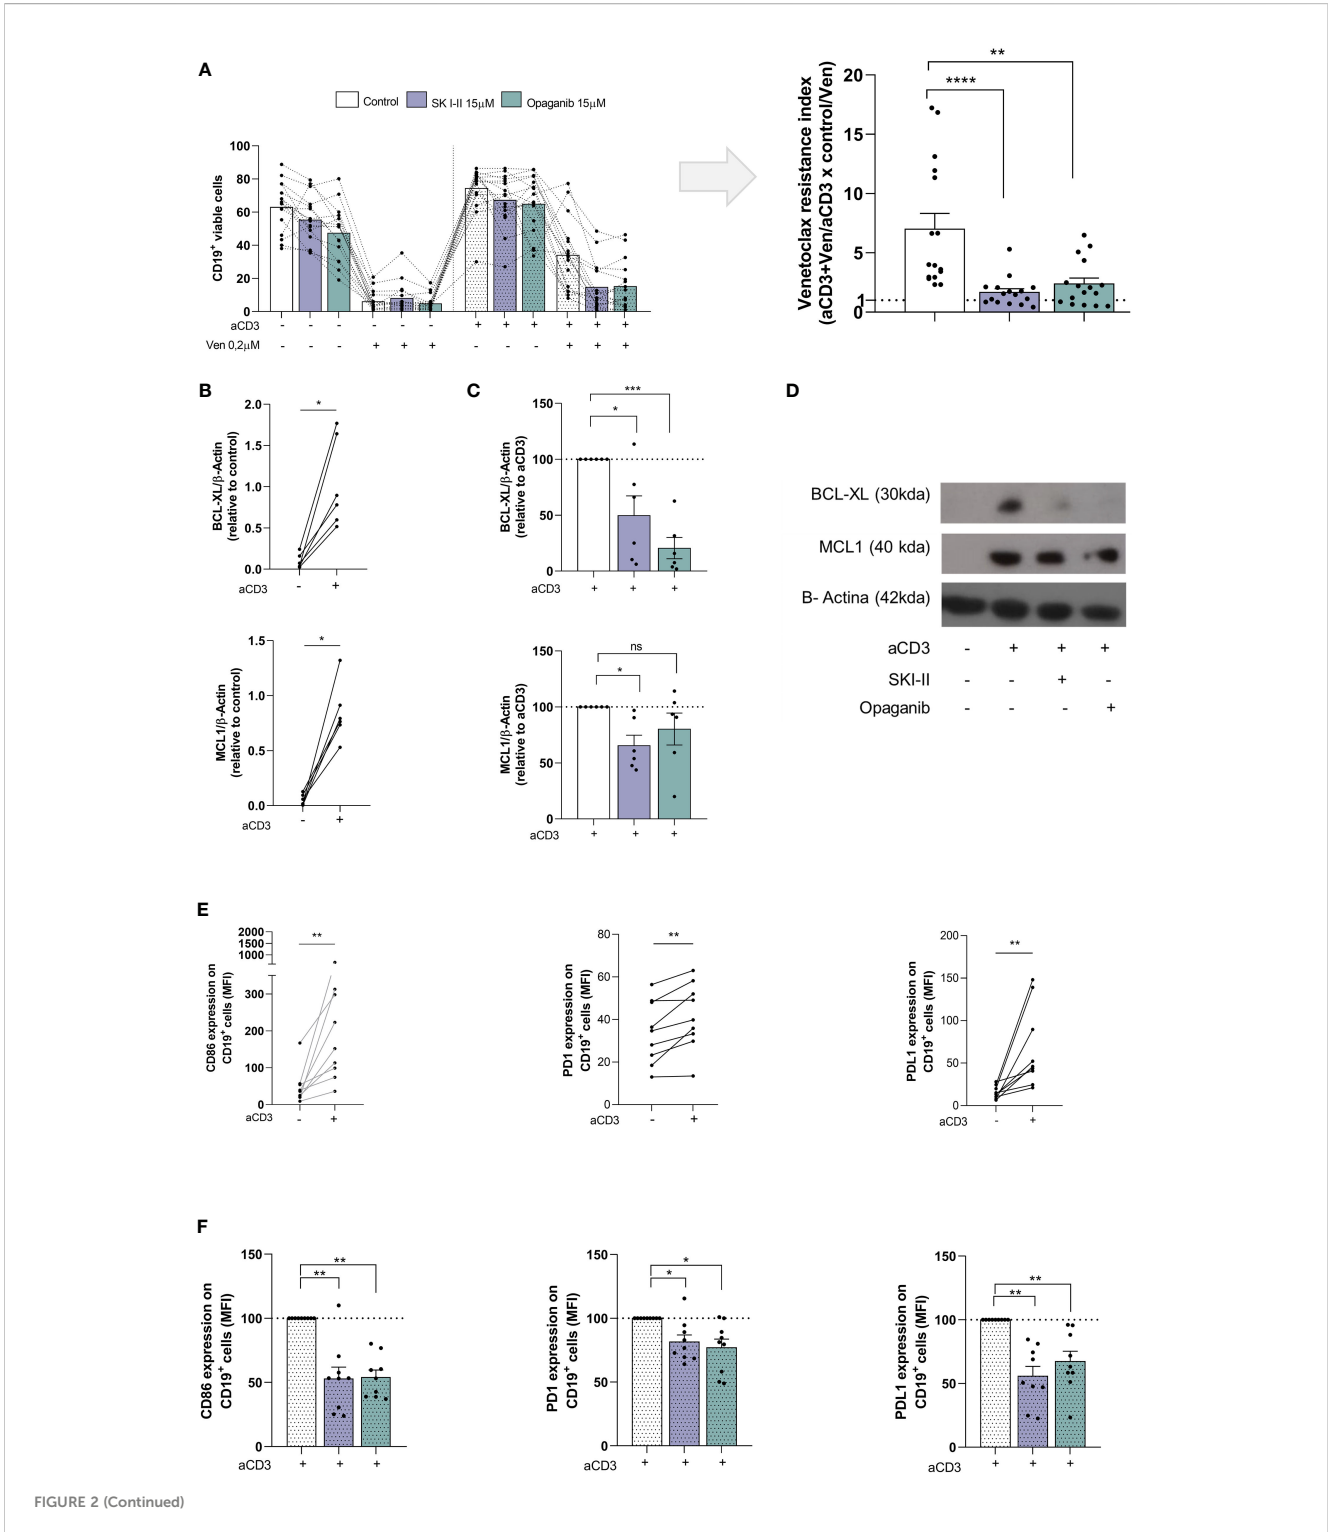 A
Control SK I-II 15μM Opaganib 15μM
CD19+ viable cells
100
80
60
40
20
0
aCD3 - - - - - - + + + + + +
Ven 0,2μM - - - + + + - - - + + +
Venetoclax resistance index
(aCD3+Ven/aCD3 x control/Ven)
**
****
20
15
10
5
1
0
B
BCL-XL/β-Actin
(relative to control)
*
2.0
1.5
1.0
0.5
0.0
aCD3 - +
MCL1/β-Actin
(relative to control)
*
1.5
1.0
0.5
0.0
aCD3 - +
C
BCL-XL/β-Actin
(relative to aCD3)
***
*
150
100
50
0
aCD3 + + +
MCL1/β-Actin
(relative to aCD3)
ns
*
150
100
50
0
aCD3 + + +
D
BCL-XL (30kda)
MCL1 (40 kda)
B- Actina (42kda)
aCD3 - + + +
SKI-II - - + -
Opaganib - - - +
E
CD86 expression on
CD19+ cells (MFI)
**
2000
1500
1000
300
200
100
0
aCD3 - +
PD1 expression on
CD19+ cells (MFI)
**
80
60
40
20
0
aCD3 - +
PDL1 expression on
CD19+ cells (MFI)
**
200
150
100
50
0
aCD3 - +
F
CD86 expression on
CD19+ cells (MFI)
**
**
150
100
50
0
aCD3 + + +
PD1 expression on
CD19+ cells (MFI)
*
*
150
100
50
0
aCD3 + + +
PDL1 expression on
CD19+ cells (MFI)
**
**
150
100
50
0
aCD3 + + +
FIGURE 2 (Continued)